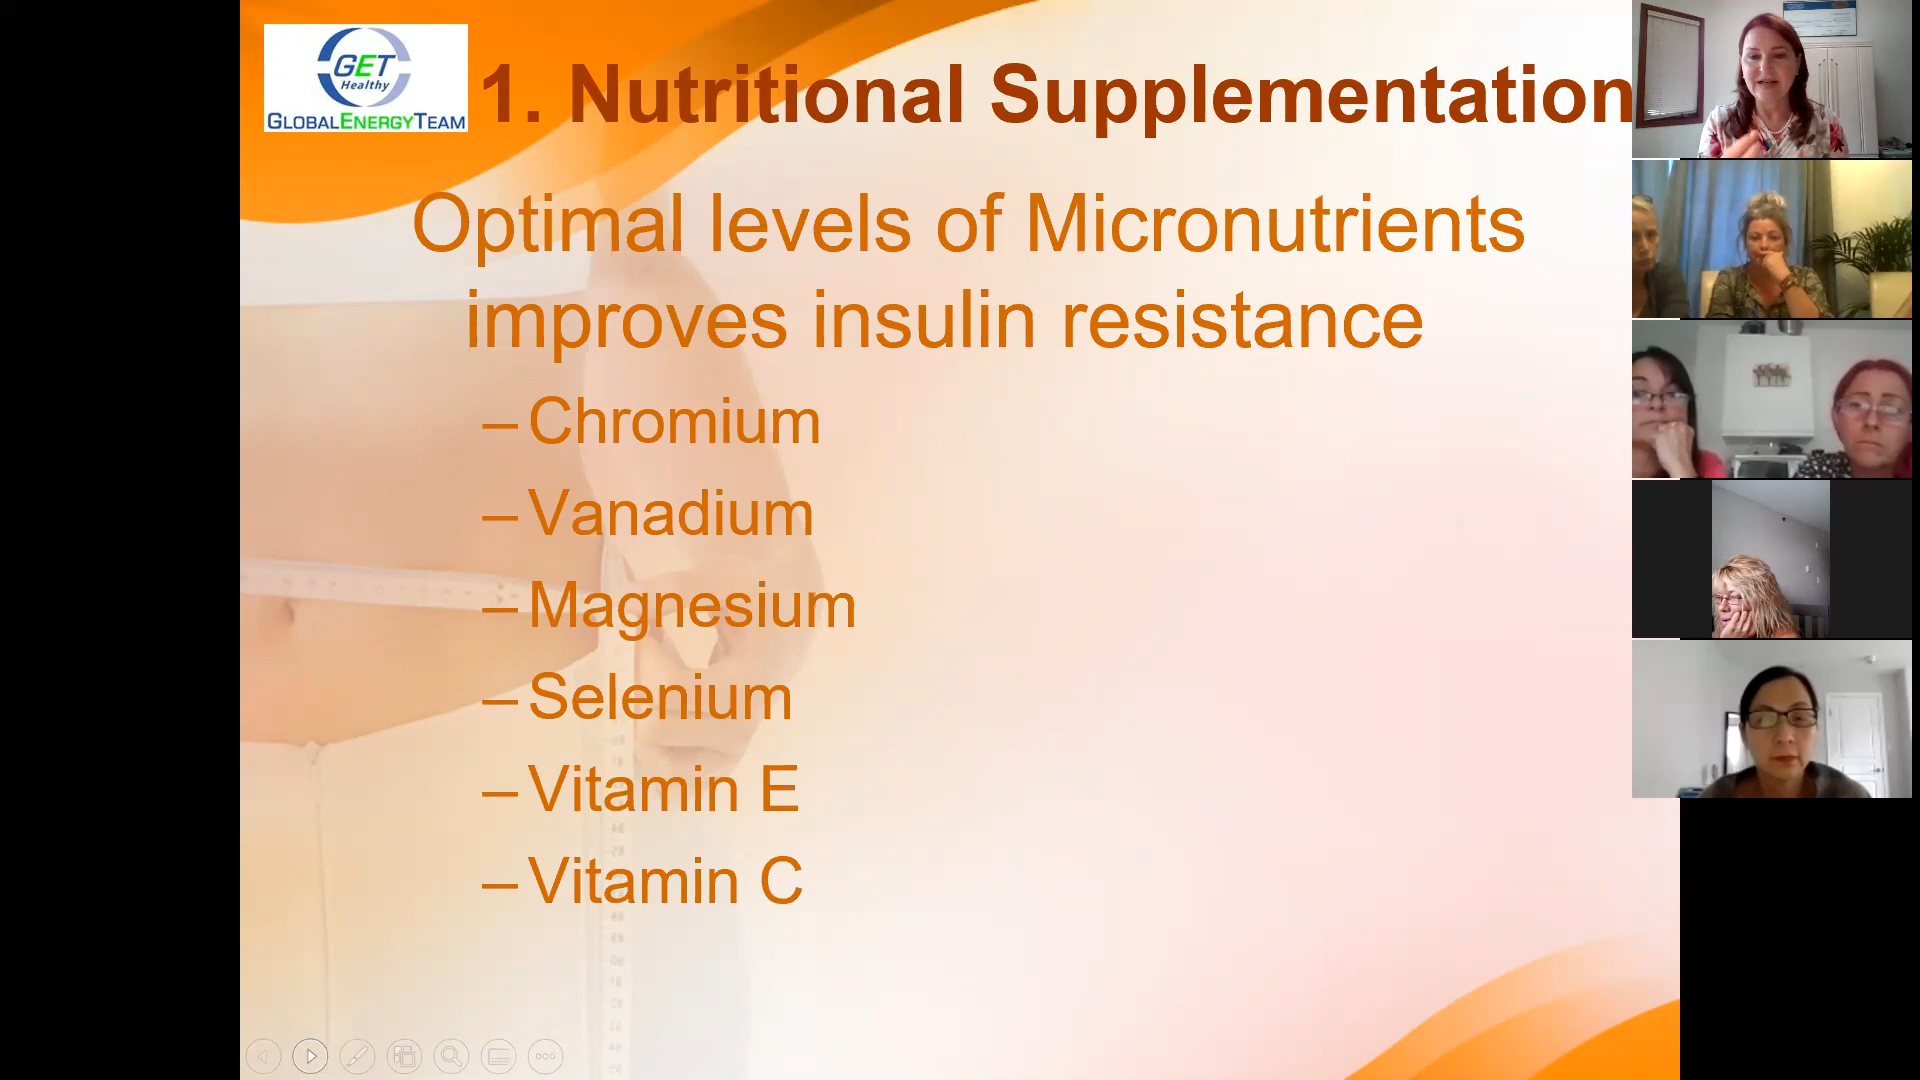 GET
Healthy
GLOBALENERGYTEAM
1. Nutritional Supplementation
Optimal levels of Micronutrients
improves insulin resistance
– Chromium
– Vanadium
– Magnesium
– Selenium
– Vitamin E
– Vitamin C